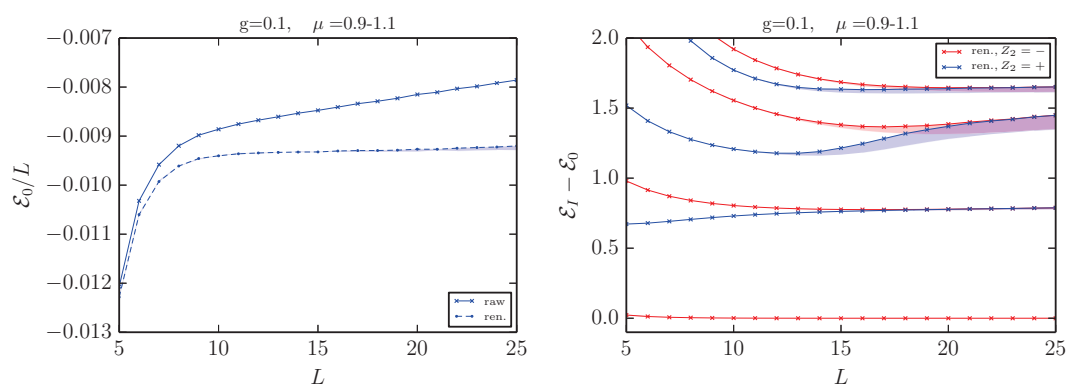 g=0.1, μ =0.9-1.1
−0.007
−0.008
−0.009
−0.010
−0.011
−0.012
−0.013
ℰ₀/L
raw
ren.
5 10 15 20 25
L
g=0.1, μ =0.9-1.1
2.0
1.5
1.0
0.5
0.0
ℰ_I − ℰ₀
ren., Z₂ = −
ren., Z₂ = +
5 10 15 20 25
L